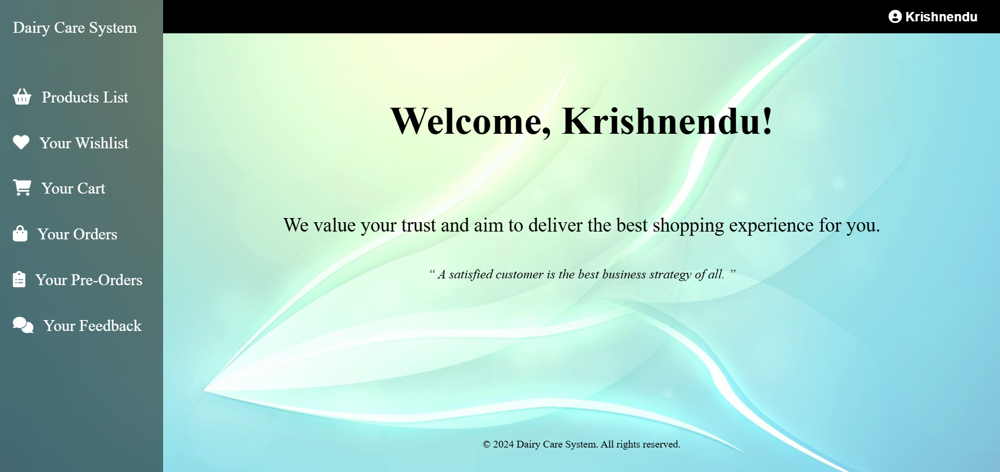 Dairy Care System
Krishnendu
Products List
Your Wishlist
Your Cart
Your Orders
Your Pre-Orders
Your Feedback
Welcome, Krishnendu!
We value your trust and aim to deliver the best shopping experience for you.
“ A satisfied customer is the best business strategy of all. ”
© 2024 Dairy Care System. All rights reserved.